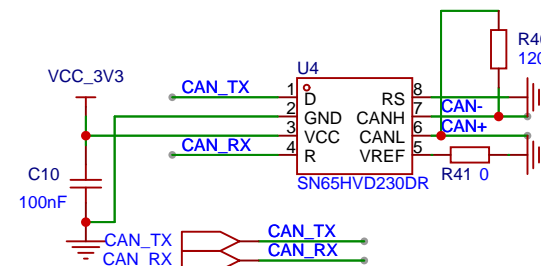 U4
R40
120
VCC_3V3
CAN_TX
1
D
RS
8
2
GND
CANH
7
CAN-
3
VCC
CANL
6
CAN+
CAN_RX
4
R
VREF
5
C10
100nF
SN65HVD230DR
R41 0
CAN_TX
CAN_TX
CAN_RX
CAN_RX